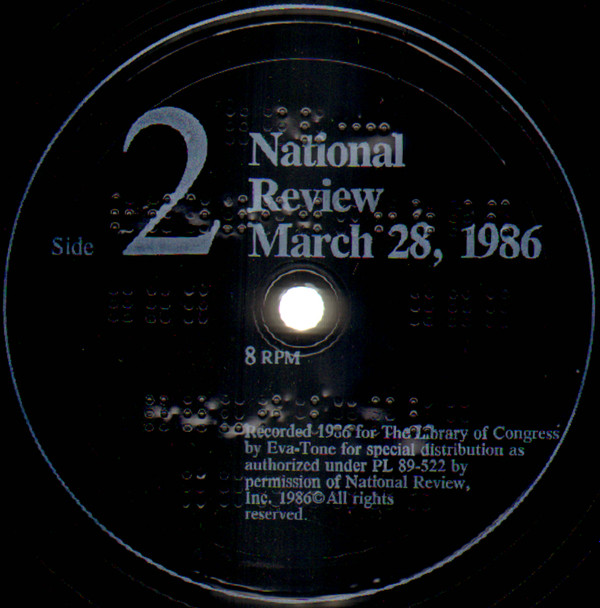 Side 2
National
Review
March 28, 1986
8 RPM
Recorded 1986 for The Library of Congress
by Eva-Tone for special distribution as
authorized under PL 89-522 by
permission of National Review,
Inc. 1986© All rights
reserved.